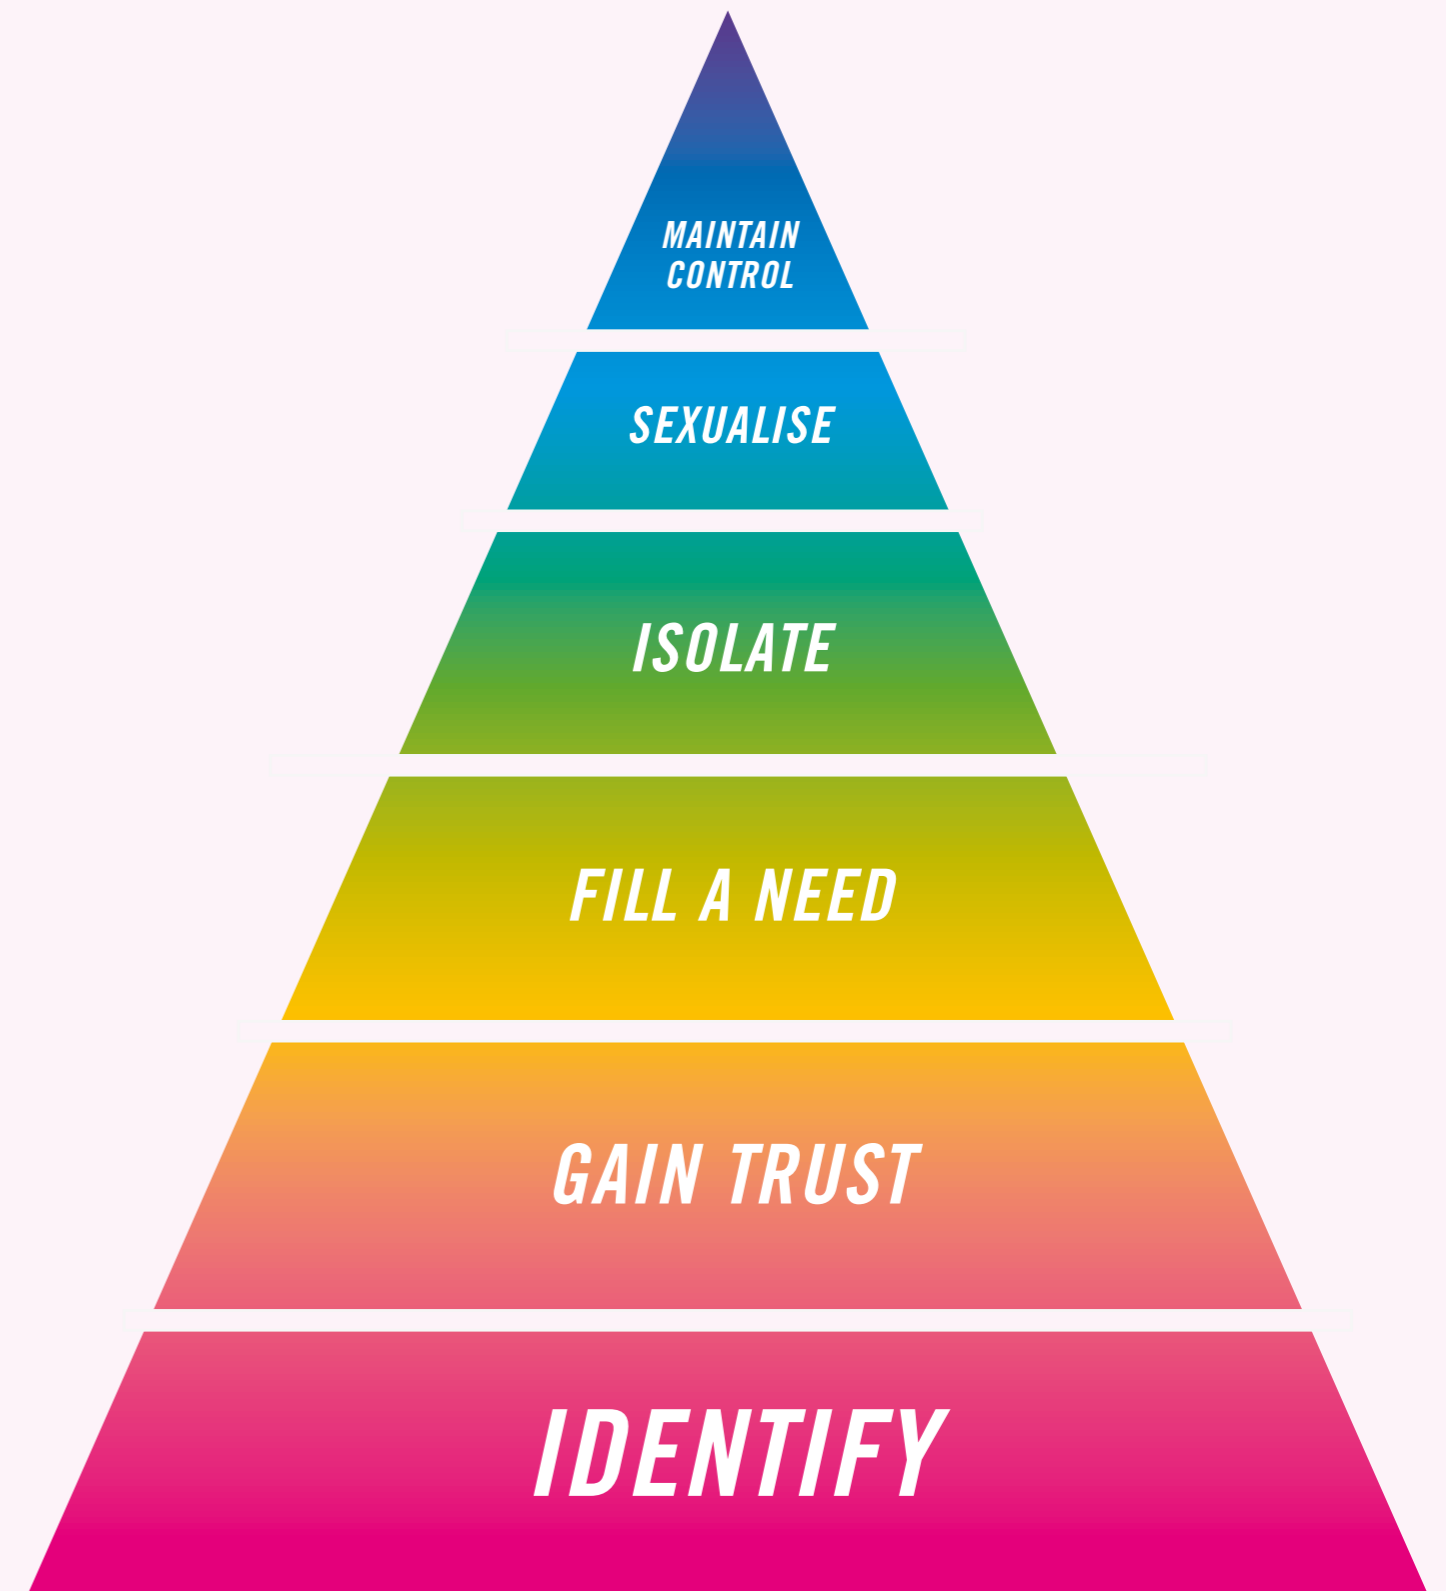 MAINTAIN
CONTROL
SEXUALISE
ISOLATE
FILL A NEED
GAIN TRUST
IDENTIFY